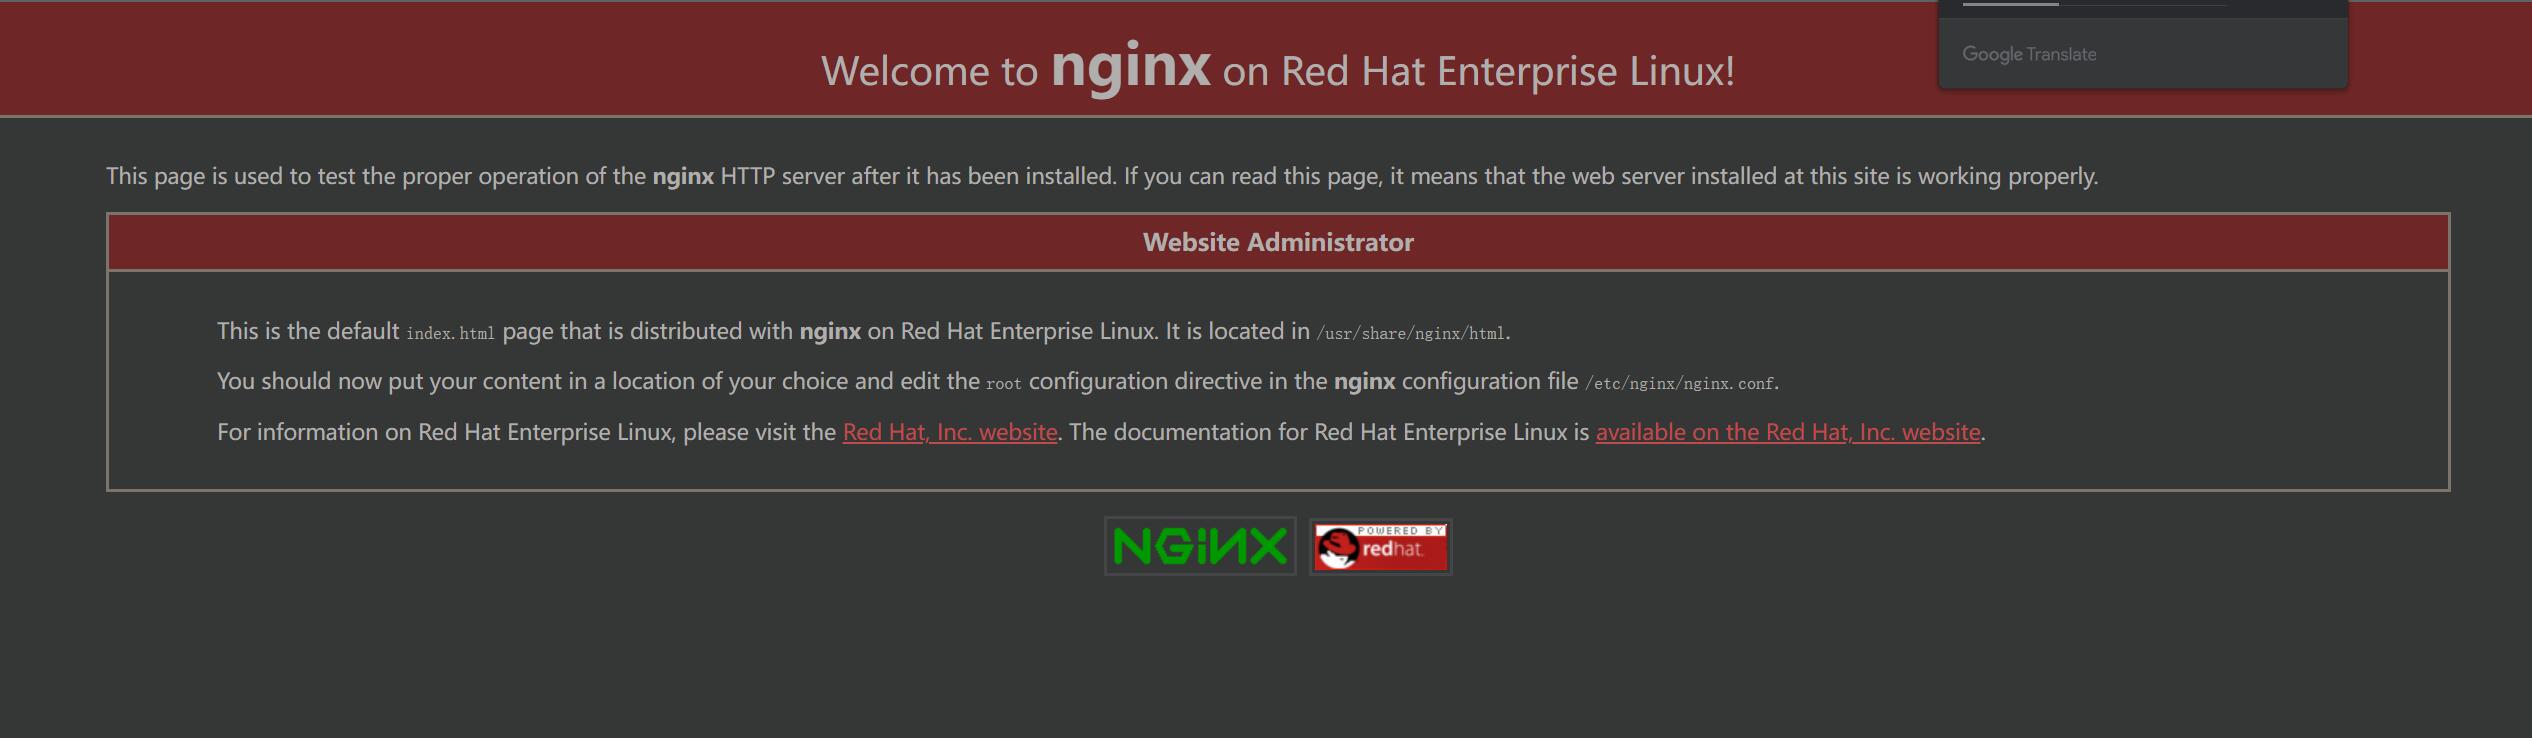 Welcome to nginx on Red Hat Enterprise Linux!
Google Translate
This page is used to test the proper operation of the nginx HTTP server after it has been installed. If you can read this page, it means that the web server installed at this site is working properly.
Website Administrator
This is the default index.html page that is distributed with nginx on Red Hat Enterprise Linux. It is located in /usr/share/nginx/html.
You should now put your content in a location of your choice and edit the root configuration directive in the nginx configuration file /etc/nginx/nginx.conf.
For information on Red Hat Enterprise Linux, please visit the Red Hat, Inc. website. The documentation for Red Hat Enterprise Linux is available on the Red Hat, Inc. website.
NGINX
POWERED BY
redhat.